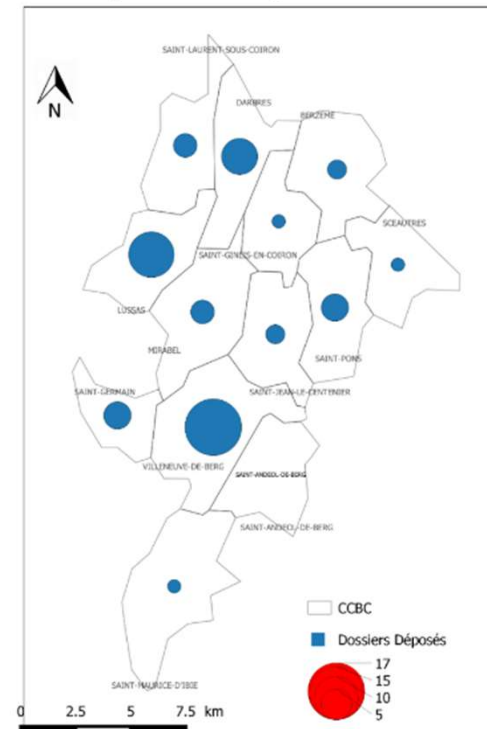 N
SAINT-LAURENT-SOUS-COIRON
DARBRES
BERZEME
SCEAUTRES
SAINT-GINEIS-EN-COIRON
LUSSAS
MIRABEL
SAINT-PONS
SAINT-GERMAIN
SAINT-JEAN-LE-CENTENIER
VILLENEUVE-DE-BERG
SAINT-ANDEOL-DE-BERG
SAINT-ANDEOL-DE-BERG
SAINT-MAURICE-D'IBIE
CCBC
Dossiers Déposés
17
15
10
5
0 2.5 5 7.5 km